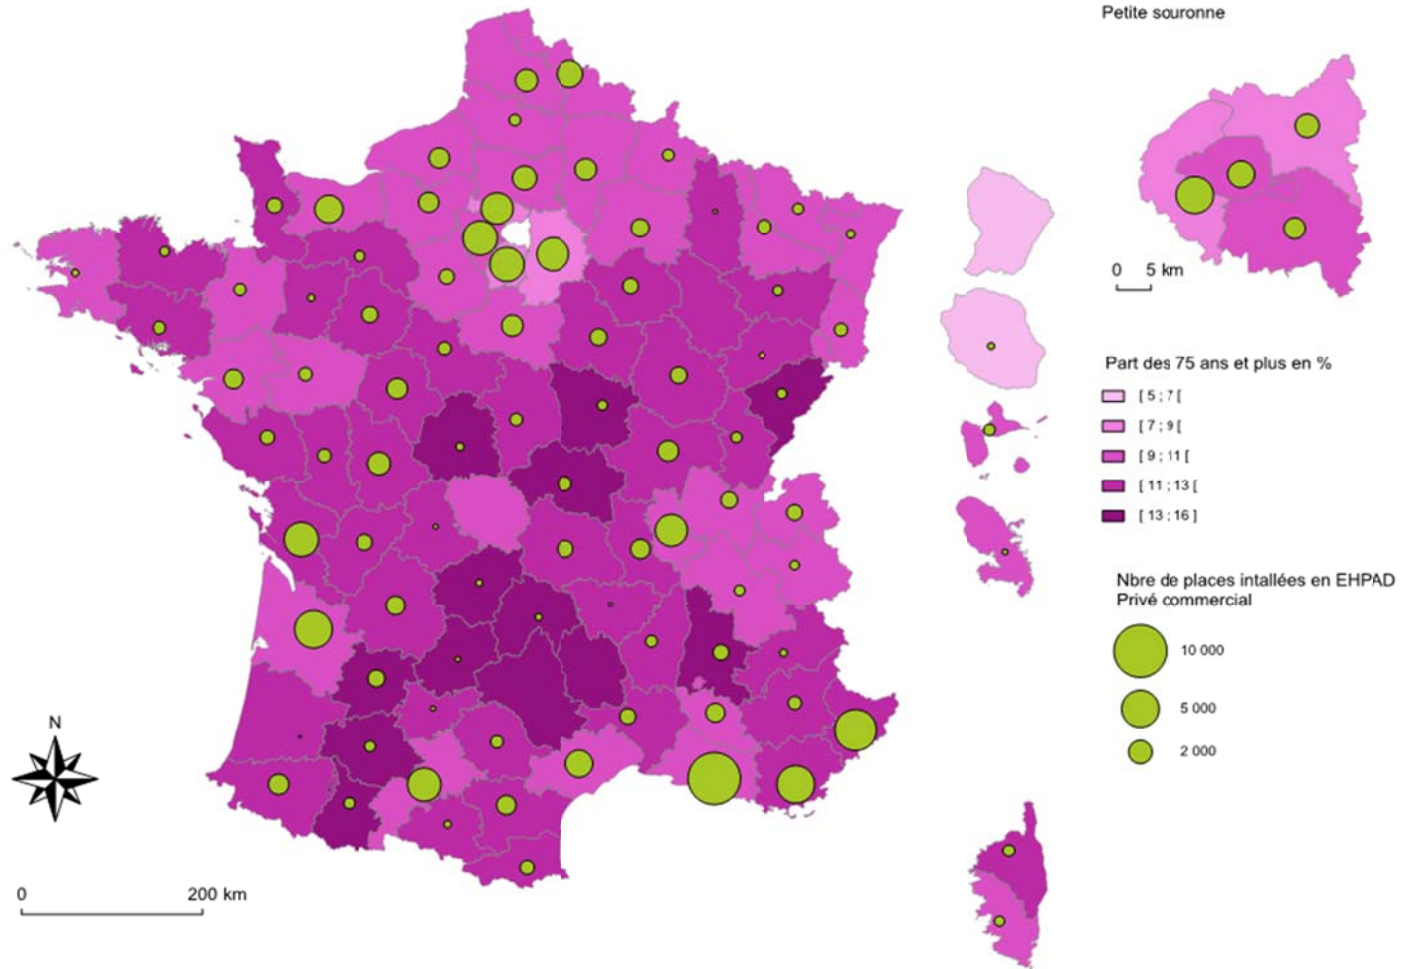 Petite souronne
0 5 km
Part des 75 ans et plus en %
[ 5 ; 7 [
[ 7 ; 9 [
[ 9 ; 11 [
[ 11 ; 13 [
[ 13 ; 16 ]
Nbre de places intallées en EHPAD
Privé commercial
10 000
5 000
2 000
N
0 200 km